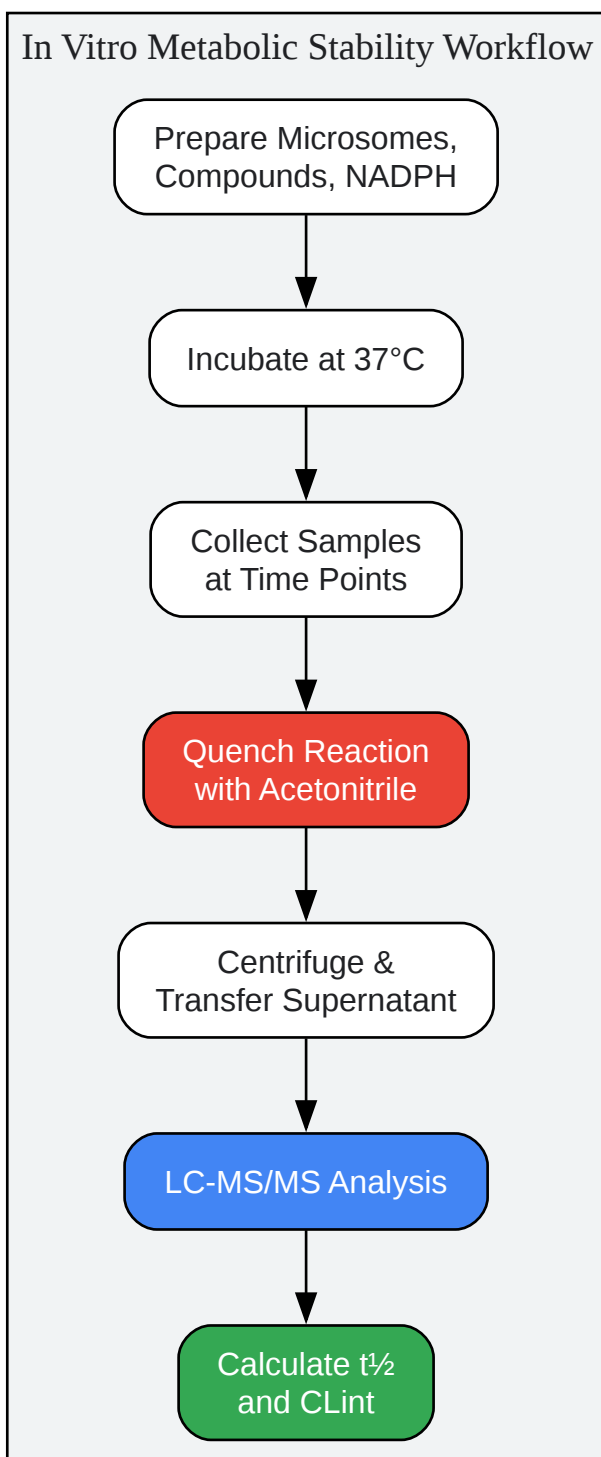 In Vitro Metabolic Stability Workflow
Prepare Microsomes,
Compounds, NADPH
Incubate at 37°C
Collect Samples
at Time Points
Quench Reaction
with Acetonitrile
Centrifuge &
Transfer Supernatant
LC-MS/MS Analysis
Calculate t½
and CLint